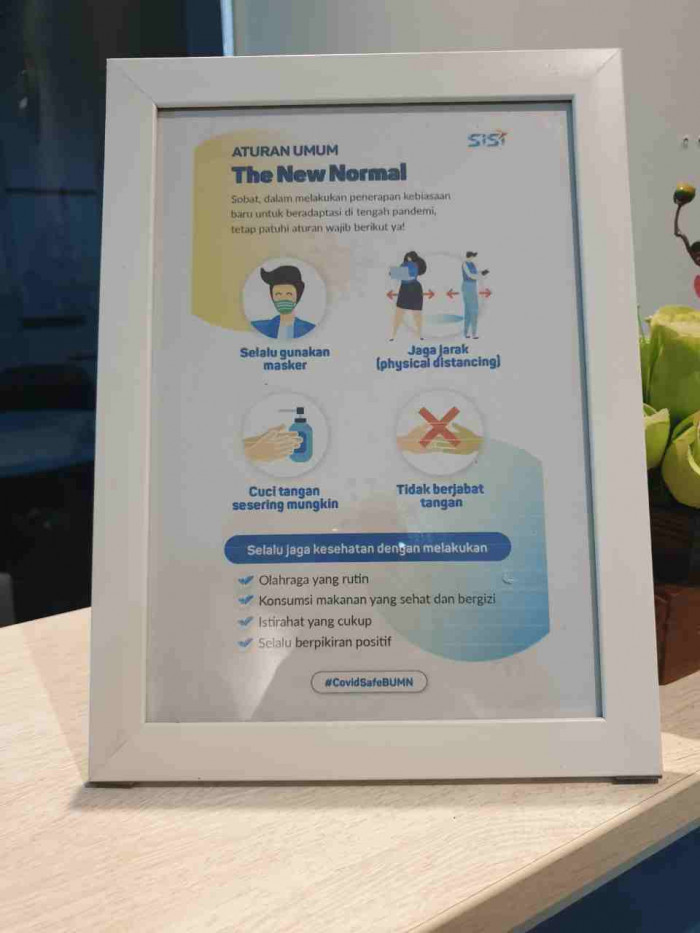 ATURAN UMUM
SiSi
The New Normal
Sobat, dalam melakukan penerapan kebiasaan
baru untuk beradaptasi di tengah pandemi,
tetap patuhi aturan wajib berikut ya!
Selalu gunakan
masker
Jaga jarak
(physical distancing)
Cuci tangan
sesering mungkin
Tidak berjabat
tangan
Selalu jaga kesehatan dengan melakukan
Olahraga yang rutin
Konsumsi makanan yang sehat dan bergizi
Istirahat yang cukup
Selalu berpikiran positif
#CovidSafeBUMN